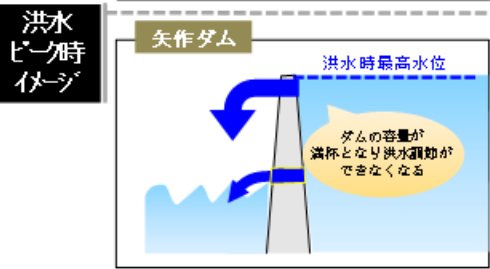 洪水
ピーク時
イメージ
矢作ダム
洪水時最高水位
ダムの容量が
満杯となり洪水調節が
できなくなる